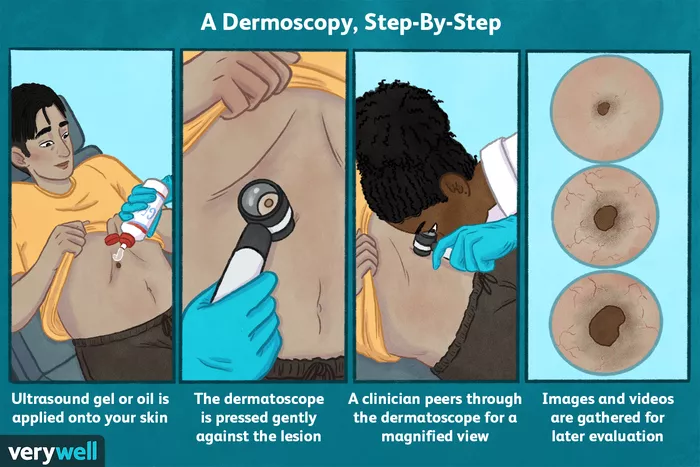 A Dermoscopy, Step-By-Step
Ultrasound gel or oil is
applied onto your skin
The dermatoscope
is pressed gently
against the lesion
A clinician peers through
the dermatoscope for a
magnified view
Images and videos
are gathered for
later evaluation
verywell